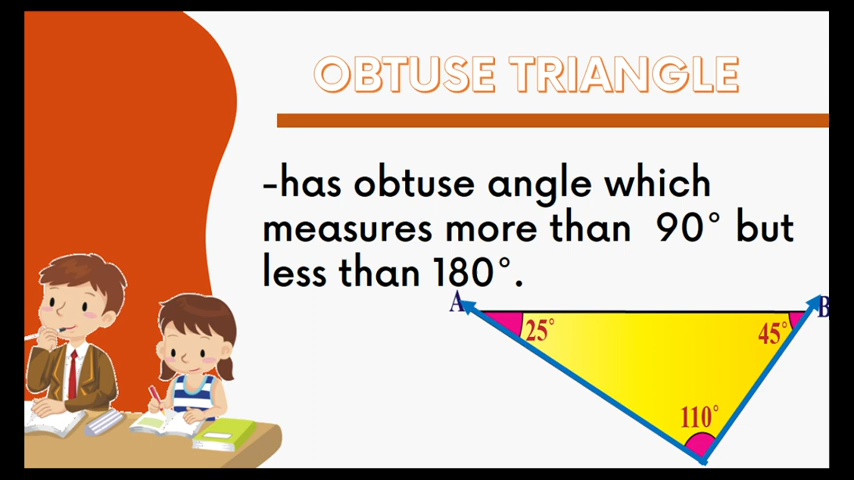 OBTUSE TRIANGLE
-has obtuse angle which
measures more than 90° but
less than 180°.
A
B
25°
45°
110°